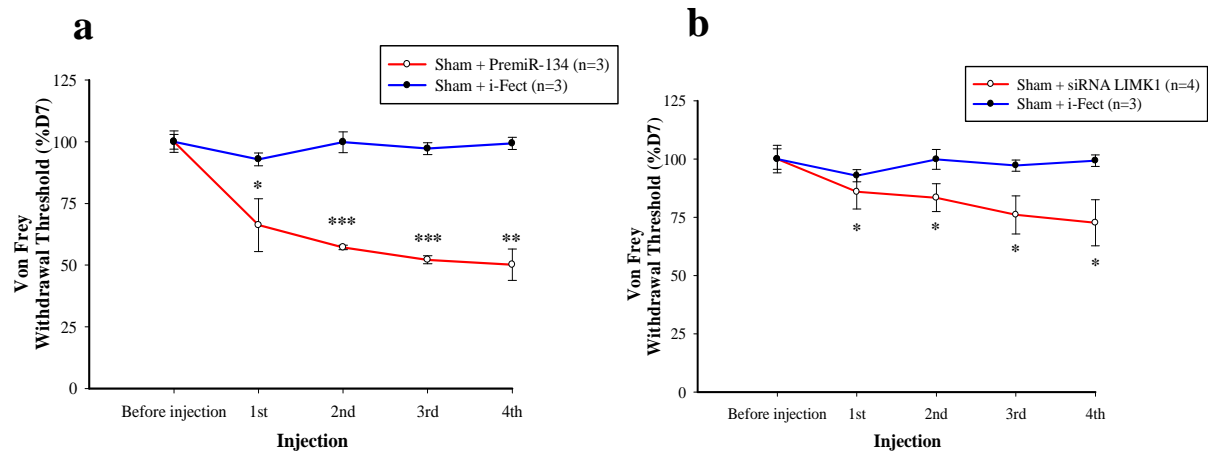 a
Sham + PremiR-134 (n=3)
Sham + i-Fect (n=3)
Von Frey
Withdrawal Threshold (%D7)
125
100
75
50
25
0
*
***
***
**
Before injection 1st 2nd 3rd 4th
Injection
b
Sham + siRNA LIMK1 (n=4)
Sham + i-Fect (n=3)
Von Frey
Withdrawal Threshold (%D7)
125
100
75
50
25
0
*
*
*
*
Before injection 1st 2nd 3rd 4th
Injection